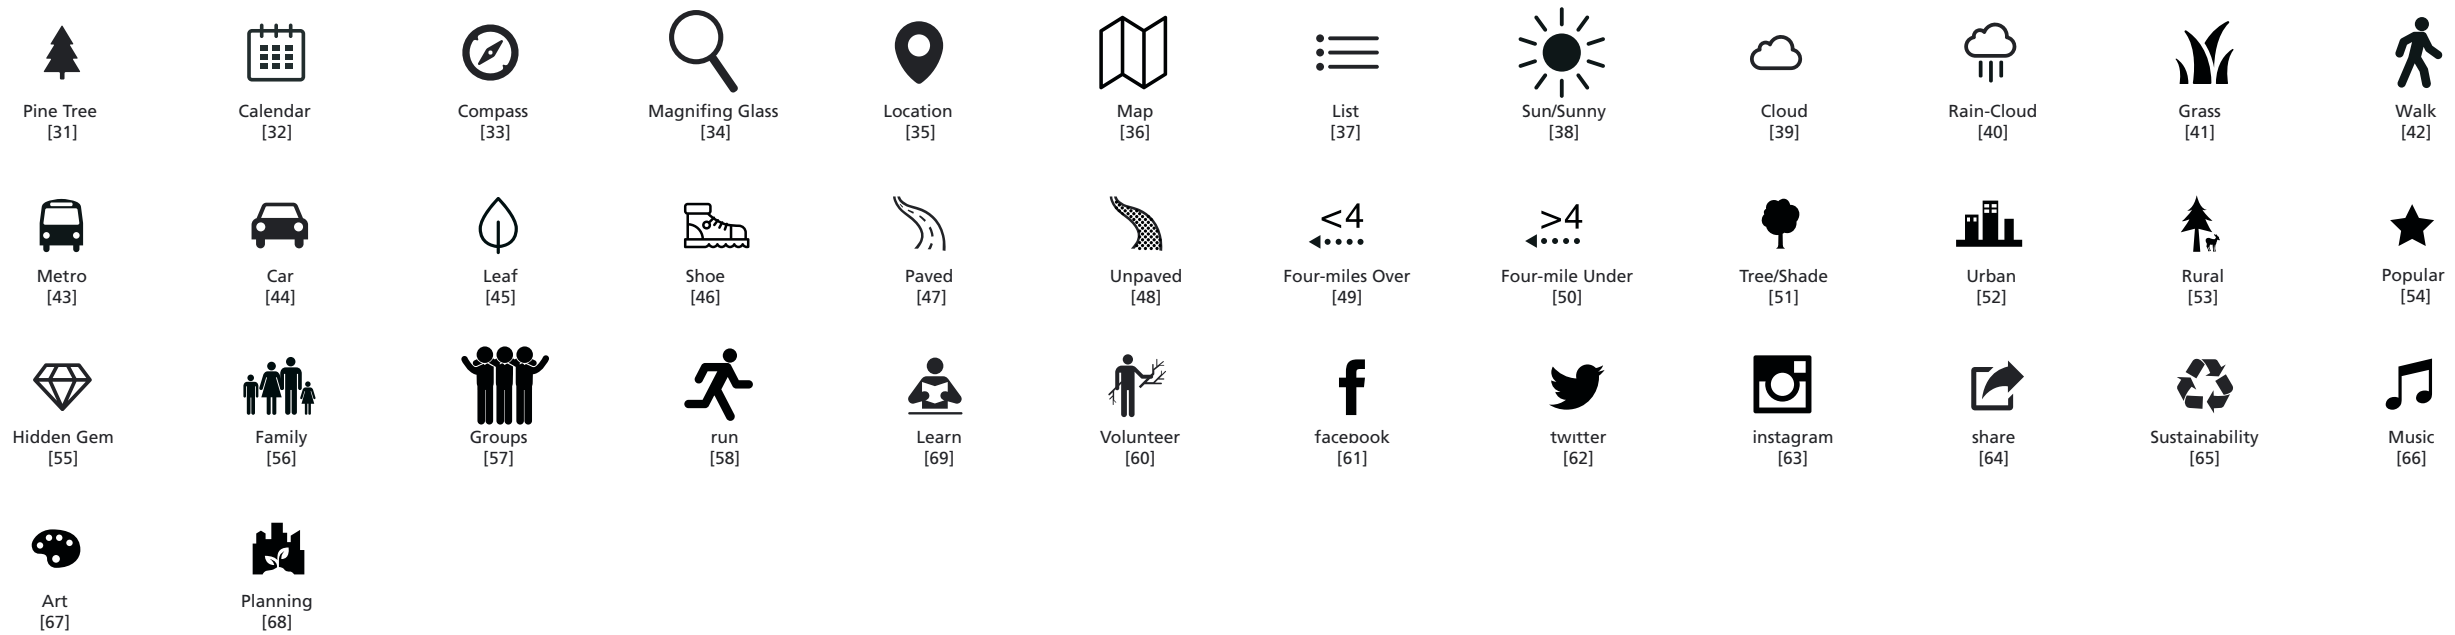 Pine Tree
[31]
Calendar
[32]
Compass
[33]
Magnifing Glass
[34]
Location
[35]
Map
[36]
List
[37]
Sun/Sunny
[38]
Cloud
[39]
Rain-Cloud
[40]
Grass
[41]
Walk
[42]
Metro
[43]
Car
[44]
Leaf
[45]
Shoe
[46]
Paved
[47]
Unpaved
[48]
<4
Four-miles Over
[49]
>4
Four-mile Under
[50]
Tree/Shade
[51]
Urban
[52]
Rural
[53]
Popular
[54]
Hidden Gem
[55]
Family
[56]
Groups
[57]
run
[58]
Learn
[69]
Volunteer
[60]
f
facebook
[61]
twitter
[62]
instagram
[63]
share
[64]
Sustainability
[65]
Music
[66]
Art
[67]
Planning
[68]